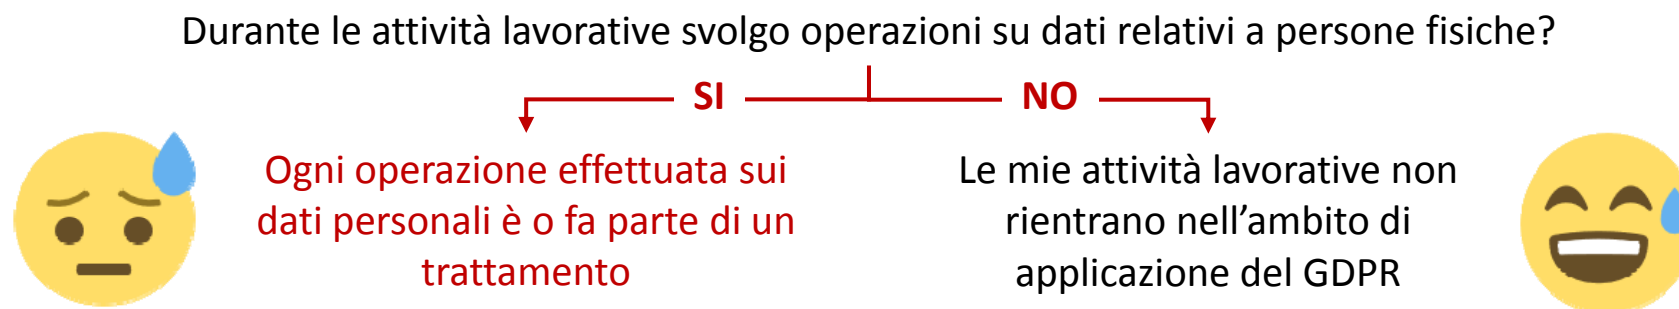 Durante le attività lavorative svolgo operazioni su dati relativi a persone fisiche?
SI
NO
Ogni operazione effettuata sui
dati personali è o fa parte di un
trattamento
Le mie attività lavorative non
rientrano nell’ambito di
applicazione del GDPR